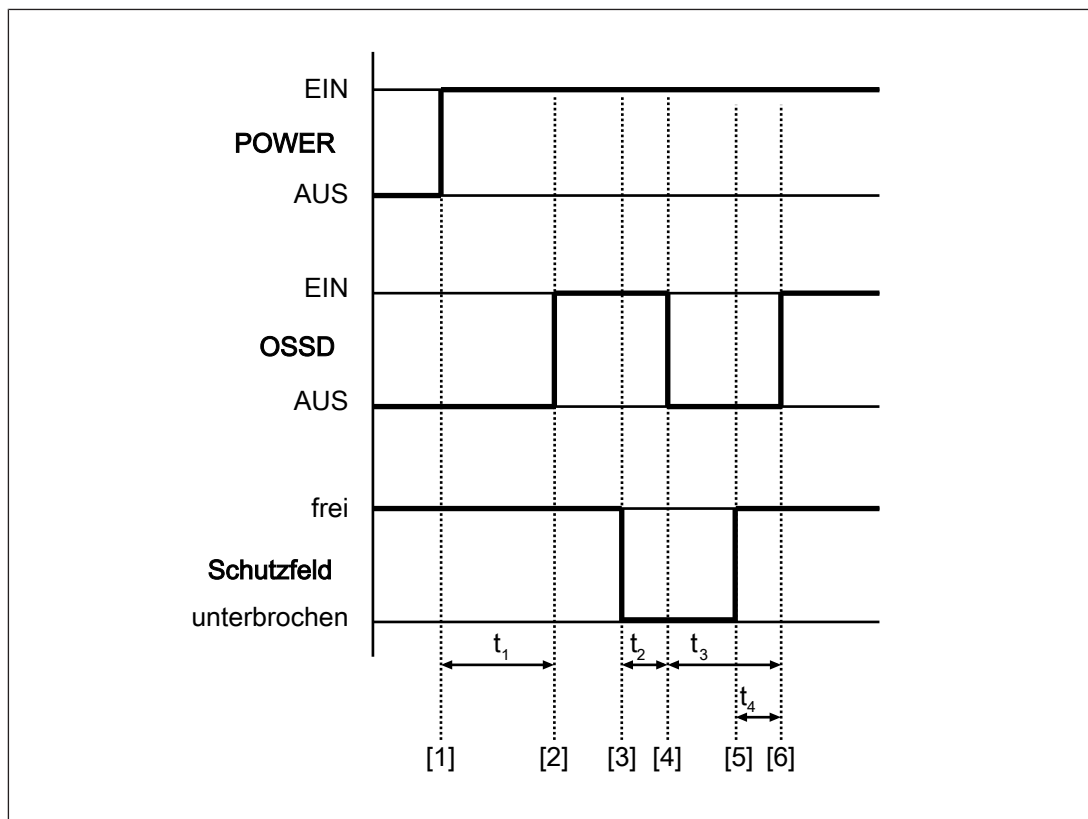 EIN
POWER
AUS
EIN
OSSD
AUS
frei
Schutzfeld
unterbrochen
t₁ t₂ t₃
t₄
[1] [2] [3] [4] [5] [6]